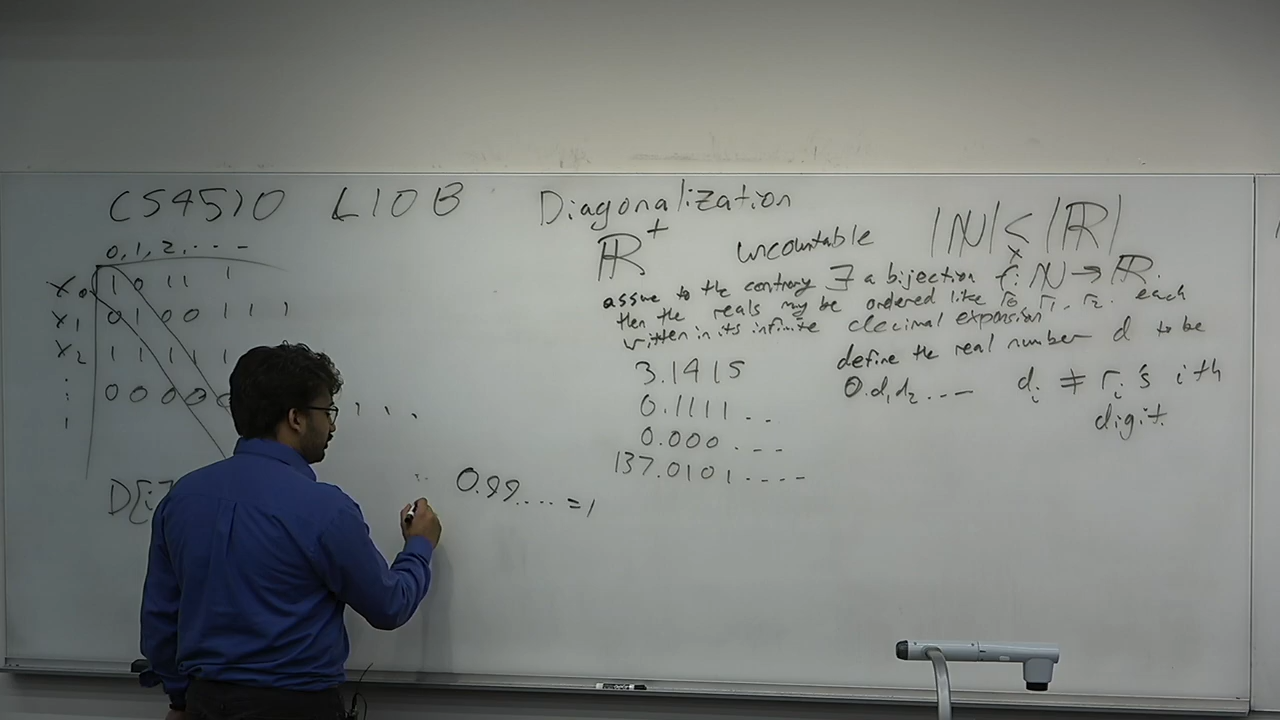 CS4510 L10B Diagonalization
0, 1, 2, ...
x0 1 0 1 1 1
x1 0 1 0 0 1 1 1
x2 1 1 1 1 1
0 0 0 0 0
D[i]
0.99.... = 1
ℝ+ uncountable |ℕ| < |ℝ|
assume to the contrary ∃ a bijection f: ℕ → ℝ.
then the reals may be ordered like r0, r1, r2. each
written in its infinite decimal expansion
3.1415
0.1111...
0.000....
137.0101.....
define the real number d to be
0.d1d2.... di ≠ ri's ith
digit.